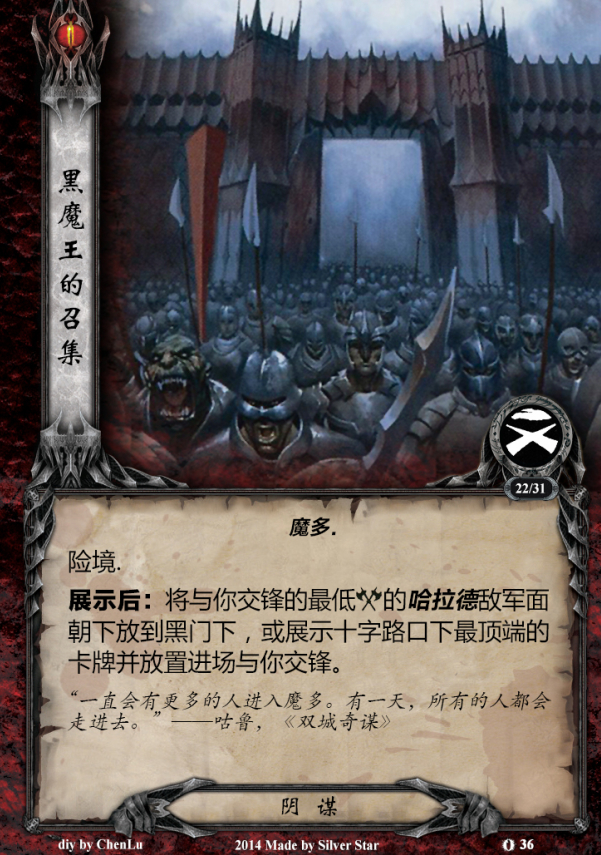 黑魔王的召集
22/31
魔多.
险境.
展示后：将与你交锋的最低的哈拉德敌军面
朝下放到黑门下，或展示十字路口下最顶端的
卡牌并放置进场与你交锋。
“一直会有更多的人进入魔多。有一天，所有的人都会
走进去。”——咕鲁，《双城奇谋》
阴谋
diy by ChenLu
2014 Made by Silver Star
36